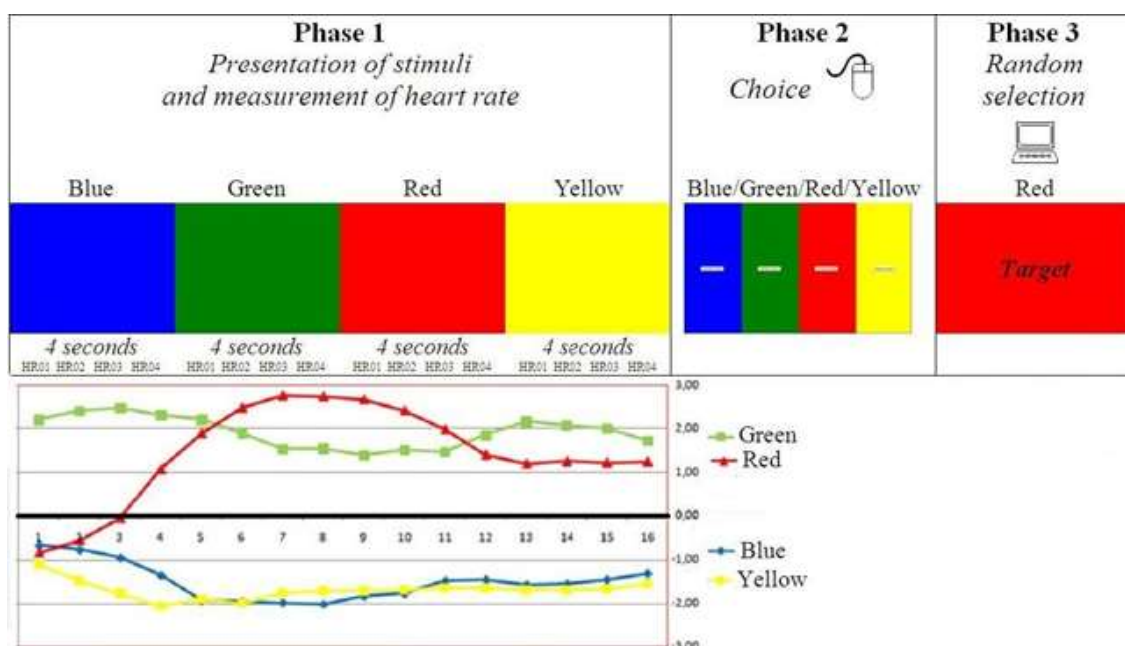 Phase 1
Presentation of stimuli
and measurement of heart rate
Blue
Green
Red
Yellow
4 seconds
4 seconds
4 seconds
4 seconds
HR01 HR02 HR03 HR04
HR01 HR02 HR03 HR04
HR01 HR02 HR03 HR04
HR01 HR02 HR03 HR04
Phase 2
Choice
Blue/Green/Red/Yellow
Phase 3
Random
selection
Red
Target
3,00
2,00
1,00
0,00
-1,00
-2,00
-3,00
1 2 3 4 5 6 7 8 9 10 11 12 13 14 15 16
Green
Red
Blue
Yellow